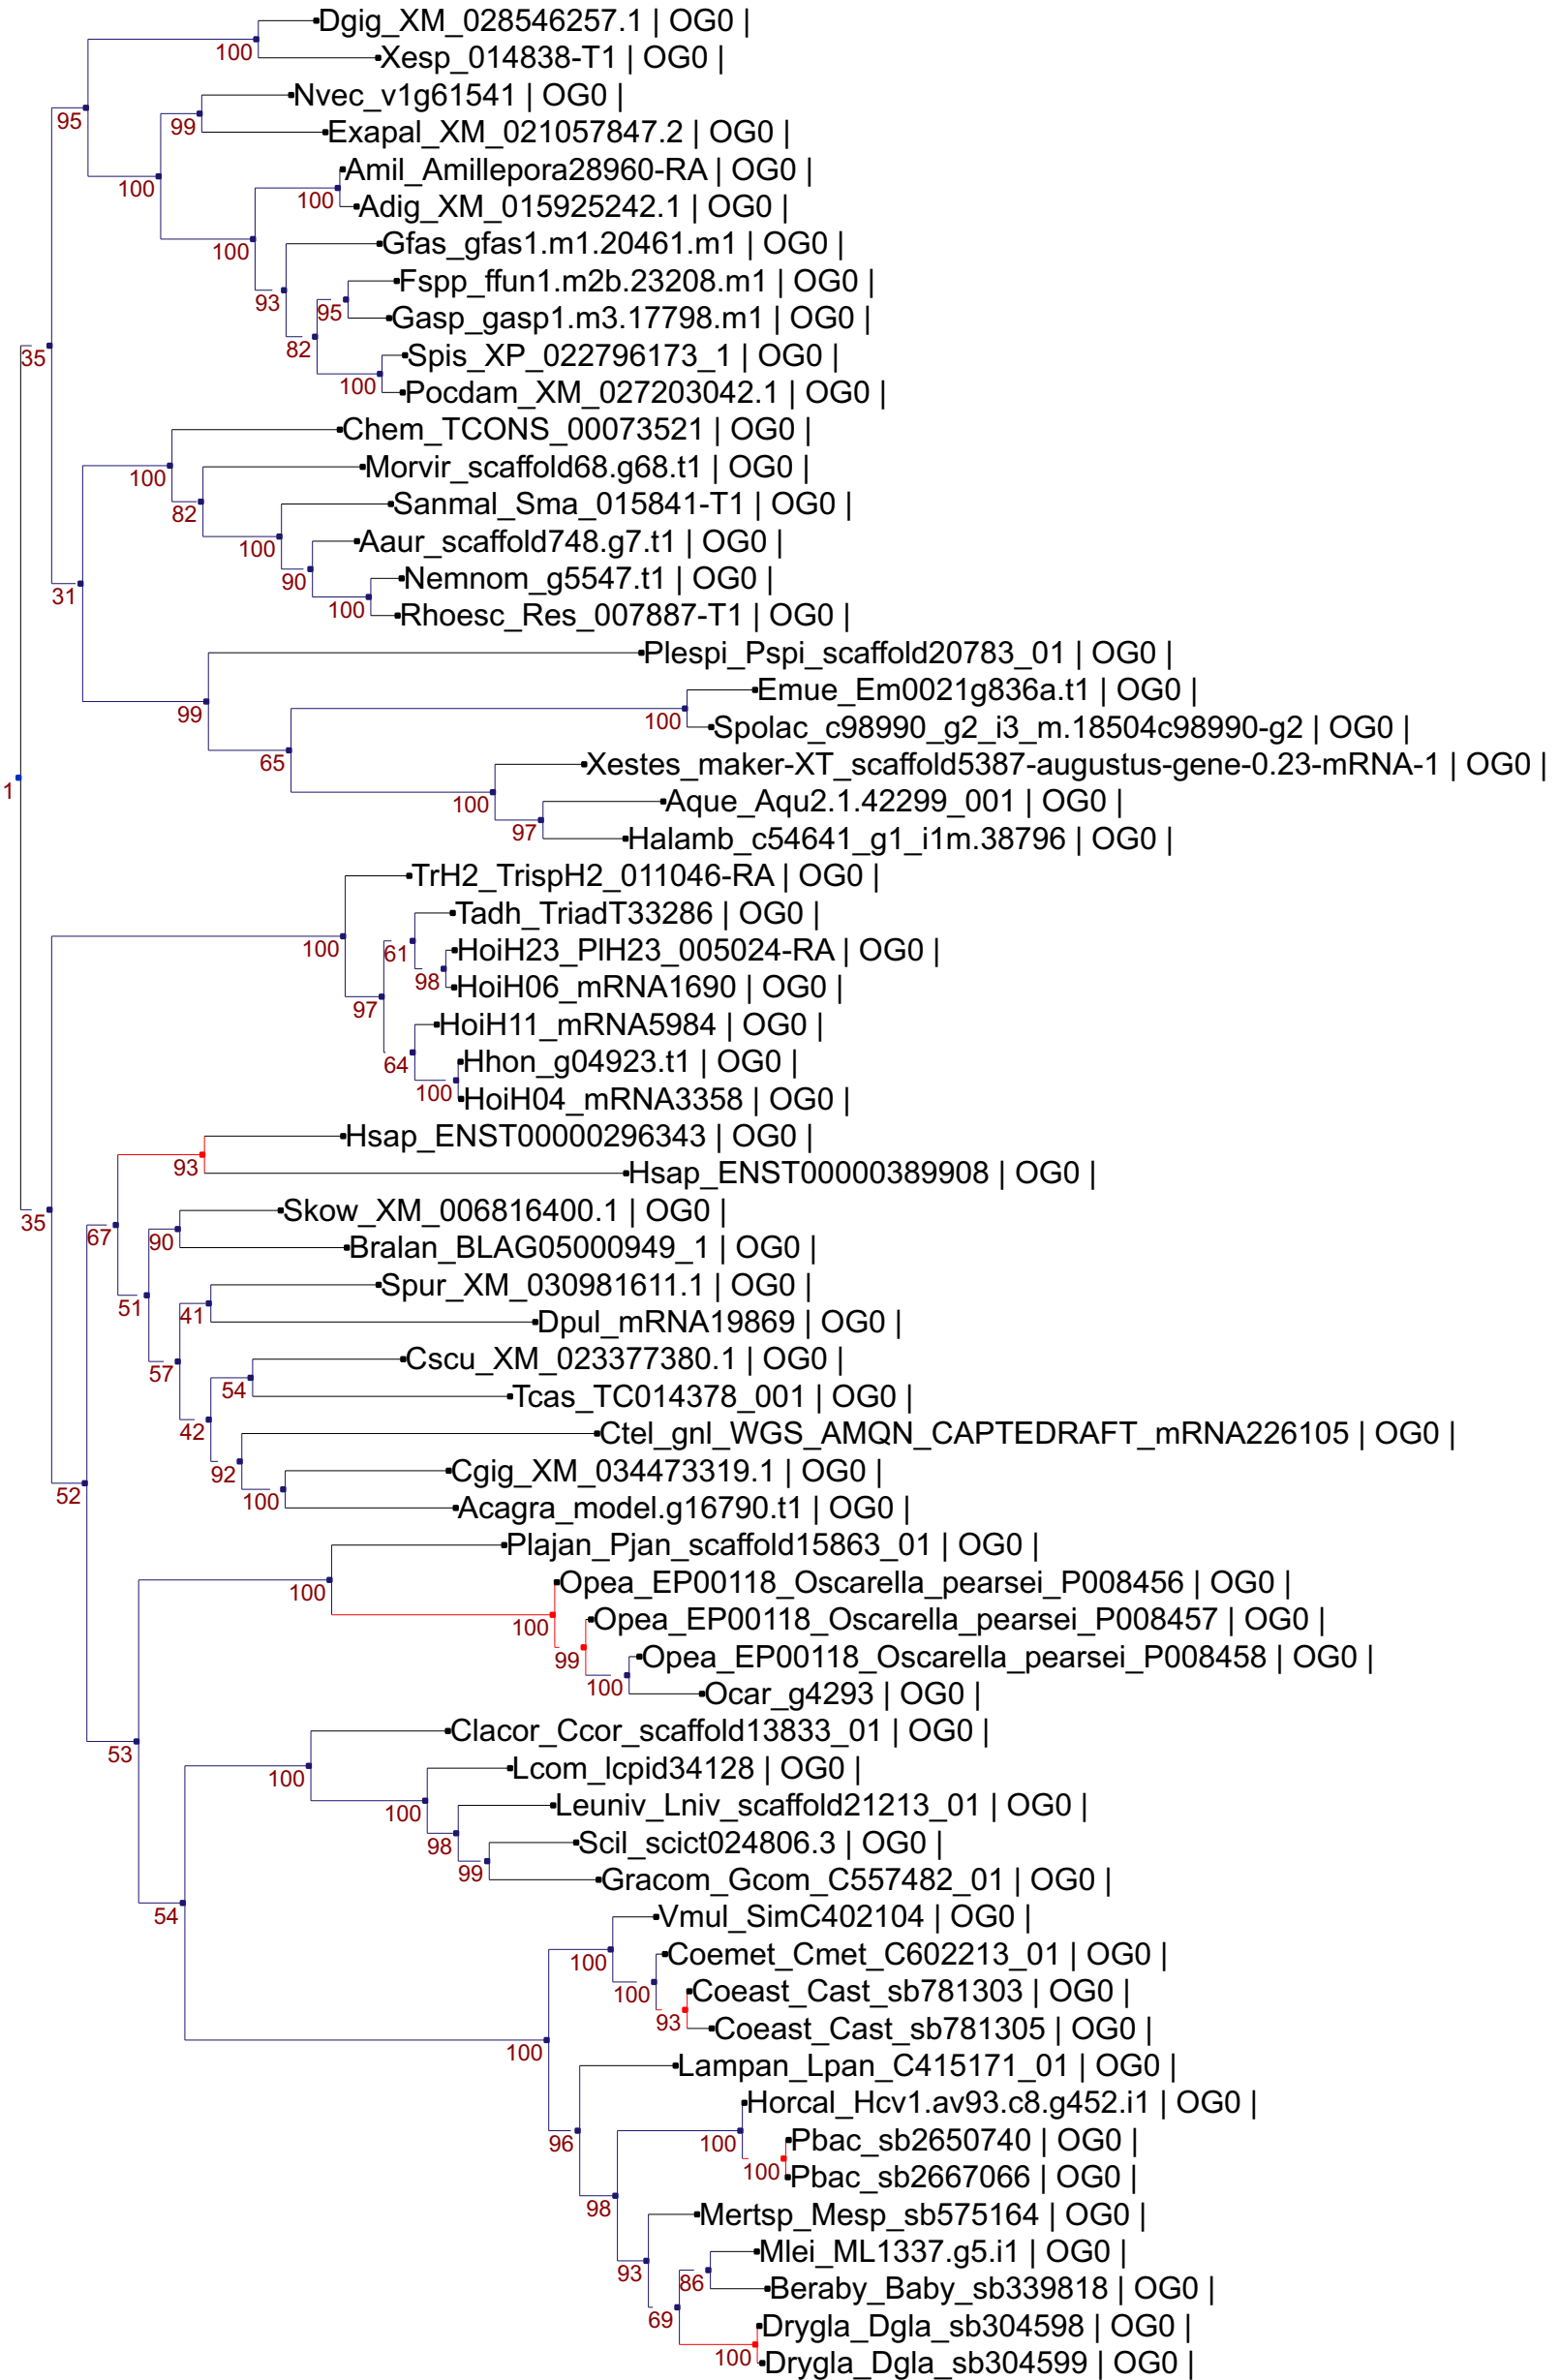 Dgig_XM_028546257.1 | OG0 |
100
Xesp_014838-T1 | OG0 |
Nvec_v1g61541 | OG0 |
95
99
Exapal_XM_021057847.2 | OG0 |
Amil_Amillepora28960-RA | OG0 |
100
100
Adig_XM_015925242.1 | OG0 |
100
Gfas_gfas1.m1.20461.m1 | OG0 |
Fspp_ffun1.m2b.23208.m1 | OG0 |
93
95
Gasp_gasp1.m3.17798.m1 | OG0 |
82
35
Spis_XP_022796173_1 | OG0 |
100
Pocdam_XM_027203042.1 | OG0 |
Chem_TCONS_00073521 | OG0 |
100
Morvir_scaffold68.g68.t1 | OG0 |
82
Sanmal_Sma_015841-T1 | OG0 |
100
Aaur_scaffold748.g7.t1 | OG0 |
90
31
Nemnom_g5547.t1 | OG0 |
100
Rhoesc_Res_007887-T1 | OG0 |
Plespi_Pspi_scaffold20783_01 | OG0 |
99
Emue_Em0021g836a.t1 | OG0 |
100
Spolac_c98990_g2_i3_m.18504c98990-g2 | OG0 |
65
Xestes_maker-XT_scaffold5387-augustus-gene-0.23-mRNA-1 | OG0 |
1
100
Aque_Aqu2.1.42299_001 | OG0 |
97
Halamb_c54641_g1_i1m.38796 | OG0 |
TrH2_TrispH2_011046-RA | OG0 |
Tadh_TriadT33286 | OG0 |
100
61
HoiH23_PlH23_005024-RA | OG0 |
98
HoiH06_mRNA1690 | OG0 |
97
HoiH11_mRNA5984 | OG0 |
64
Hhon_g04923.t1 | OG0 |
100
HoiH04_mRNA3358 | OG0 |
Hsap_ENST00000296343 | OG0 |
93
Hsap_ENST00000389908 | OG0 |
35
Skow_XM_006816400.1 | OG0 |
67
90
Bralan_BLAG05000949_1 | OG0 |
Spur_XM_030981611.1 | OG0 |
51
41
Dpul_mRNA19869 | OG0 |
Cscu_XM_023377380.1 | OG0 |
57
54
Tcas_TC014378_001 | OG0 |
42
Ctel_gnl_WGS_AMQN_CAPTEDRAFT_mRNA226105 | OG0 |
92
Cgig_XM_034473319.1 | OG0 |
52
100
Acagra_model.g16790.t1 | OG0 |
Plajan_Pjan_scaffold15863_01 | OG0 |
100
Opea_EP00118_Oscarella_pearsei_P008456 | OG0 |
100
Opea_EP00118_Oscarella_pearsei_P008457 | OG0 |
99
Opea_EP00118_Oscarella_pearsei_P008458 | OG0 |
100
Ocar_g4293 | OG0 |
Clacor_Ccor_scaffold13833_01 | OG0 |
53
Lcom_lcpid34128 | OG0 |
100
Leuniv_Lniv_scaffold21213_01 | OG0 |
100
Scil_scict024806.3 | OG0 |
98
99
Gracom_Gcom_C557482_01 | OG0 |
54
Vmul_SimC402104 | OG0 |
Coemet_Cmet_C602213_01 | OG0 |
100
Coeast_Cast_sb781303 | OG0 |
100
93
Coeast_Cast_sb781305 | OG0 |
100
Lampan_Lpan_C415171_01 | OG0 |
Horcal_Hcv1.av93.c8.g452.i1 | OG0 |
96
100
Pbac_sb2650740 | OG0 |
100
Pbac_sb2667066 | OG0 |
98
Mertsp_Mesp_sb575164 | OG0 |
Mlei_ML1337.g5.i1 | OG0 |
93
86
Beraby_Baby_sb339818 | OG0 |
69
Drygla_Dgla_sb304598 | OG0 |
100
Drygla_Dgla_sb304599 | OG0 |